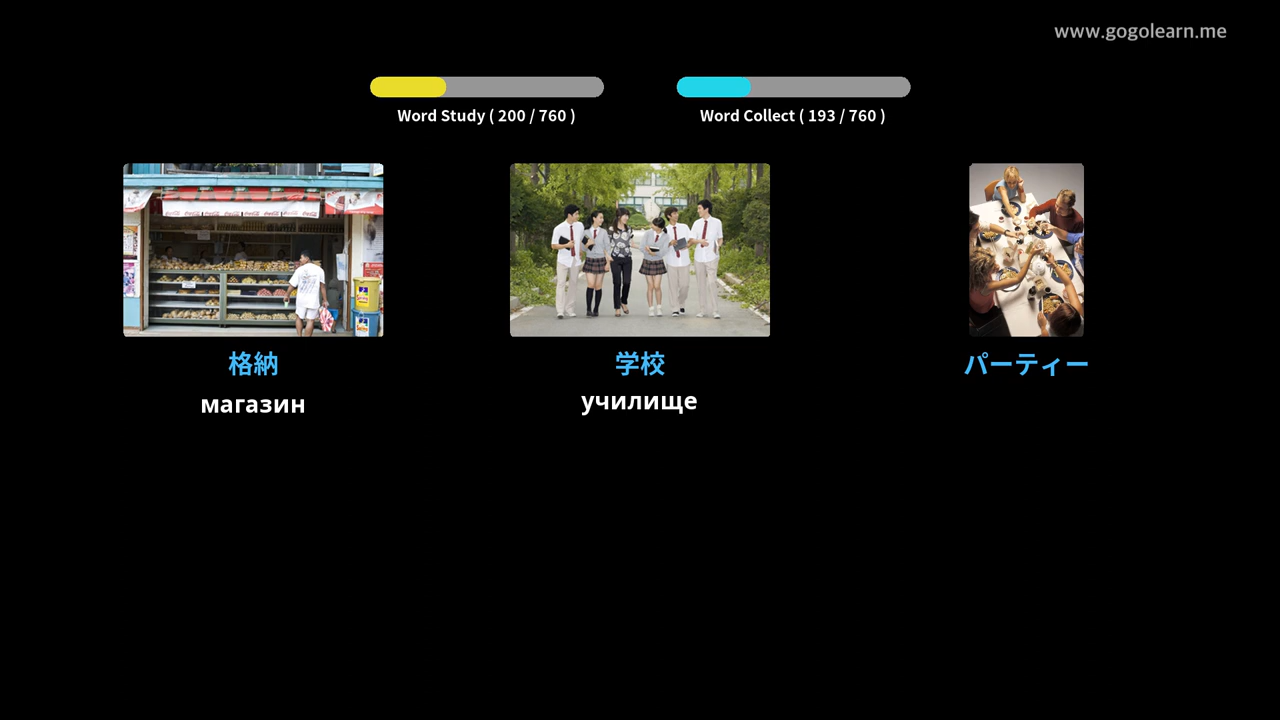 www.gogolearn.me
Word Study ( 200 / 760 )
Word Collect ( 193 / 760 )
格納
学校
パーティー
магазин
училище